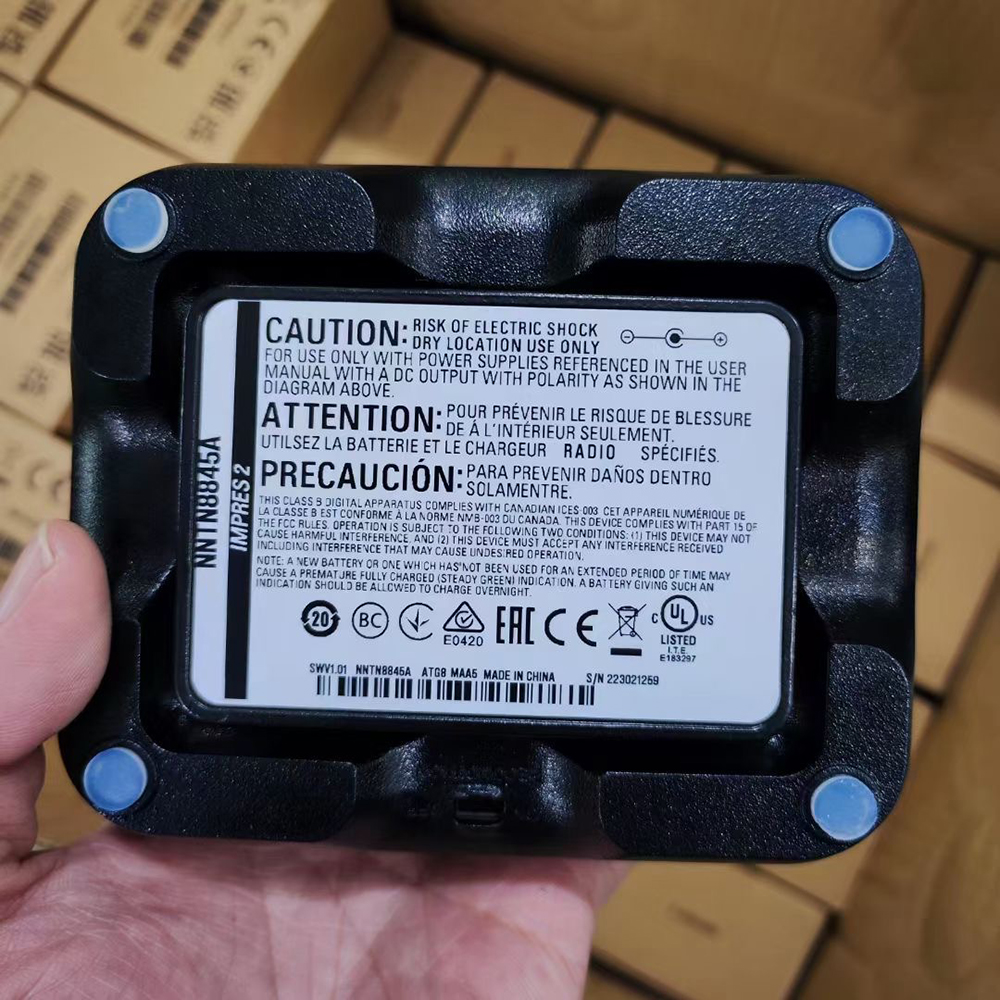 NNTN8845A
IMPRES 2
CAUTION: RISK OF ELECTRIC SHOCK
DRY LOCATION USE ONLY
FOR USE ONLY WITH POWER SUPPLIES REFERENCED IN THE USER
MANUAL WITH A DC OUTPUT WITH POLARITY AS SHOWN IN THE
DIAGRAM ABOVE.
ATTENTION: POUR PRÉVENIR LE RISQUE DE BLESSURE
DE À L'INTÉRIEUR SEULEMENT.
UTILSEZ LA BATTERIE ET LE CHARGEUR RADIO SPÉCIFIÉS.
PRECAUCIÓN: PARA PREVENIR DAÑOS DENTRO
SOLAMENTRE.
THIS CLASS B DIGITAL APPARATUS COMPLIES WITH CANADIAN ICES 003 CET APPAREIL NUMÉRIQUE DE
LA CLASSE B EST CONFORME À LA NORME NMB-003 DU CANADA. THIS DEVICE COMPLIES WITH PART 15 OF
THE FCC RULES. OPERATION IS SUBJECT TO THE FOLLOWING TWO CONDITIONS: (1) THIS DEVICE MAY NOT
CAUSE HARMFUL INTERFERENCE, AND (2) THIS DEVICE MUST ACCEPT ANY INTERFERENCE RECEIVED
INCLUDING INTERFERENCE THAT MAY CAUSE UNDESIRED OPERATION.
NOTE: A NEW BATTERY OR ONE WHICH HAS NOT BEEN USED FOR AN EXTENDED PERIOD OF TIME MAY
CAUSE A PREMATURE FULLY CHARGED (STEADY GREEN) INDICATION. A BATTERY GIVING SUCH AN
INDICATION SHOULD BE ALLOWED TO CHARGE OVERNIGHT.
20 BC E0420 EAC CE C UL US
LISTED
I.T.E.
E183297
SWV1.01 NNTN8845A ATG8 MAA5 MADE IN CHINA S/N 223021259